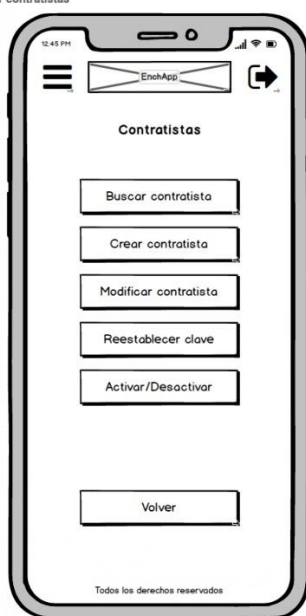 contratistas
12:45 PM
EnchApp
Contratistas
Buscar contratista
Crear contratista
Modificar contratista
Reestablecer clave
Activar/Desactivar
Volver
Todos los derechos reservados